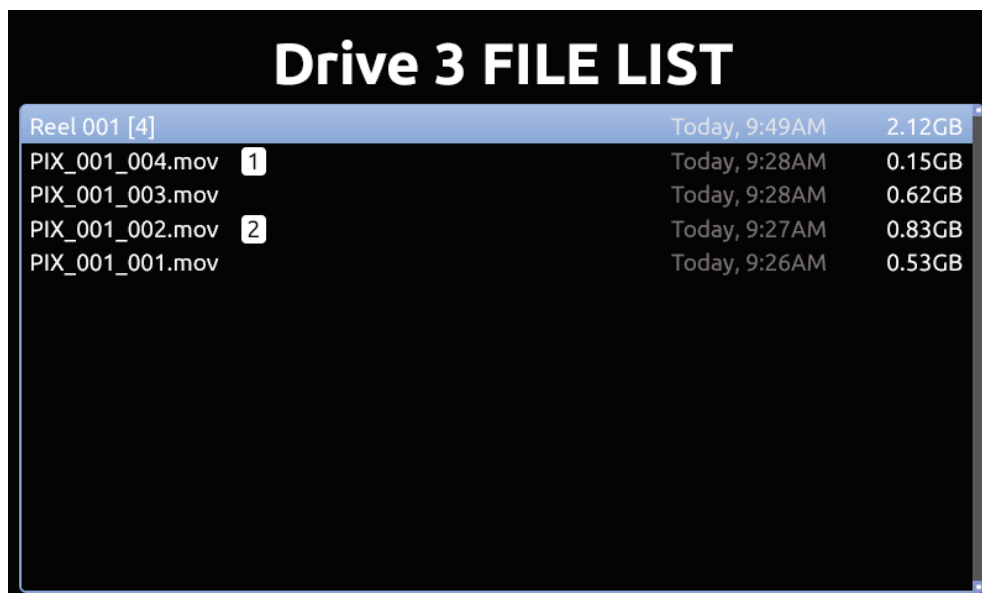 Drive 3 FILE LIST
Reel 001 [4] Today, 9:49AM 2.12GB
PIX_001_004.mov 1 Today, 9:28AM 0.15GB
PIX_001_003.mov Today, 9:28AM 0.62GB
PIX_001_002.mov 2 Today, 9:27AM 0.83GB
PIX_001_001.mov Today, 9:26AM 0.53GB